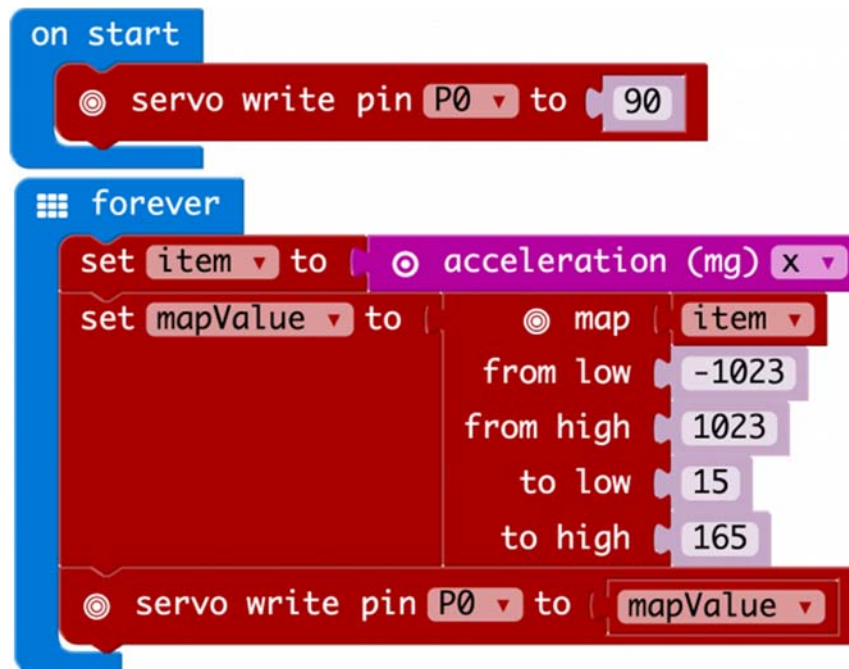 on start
servo write pin P0 to 90
forever
set item to acceleration (mg) x
set mapValue to map item
from low -1023
from high 1023
to low 15
to high 165
servo write pin P0 to mapValue